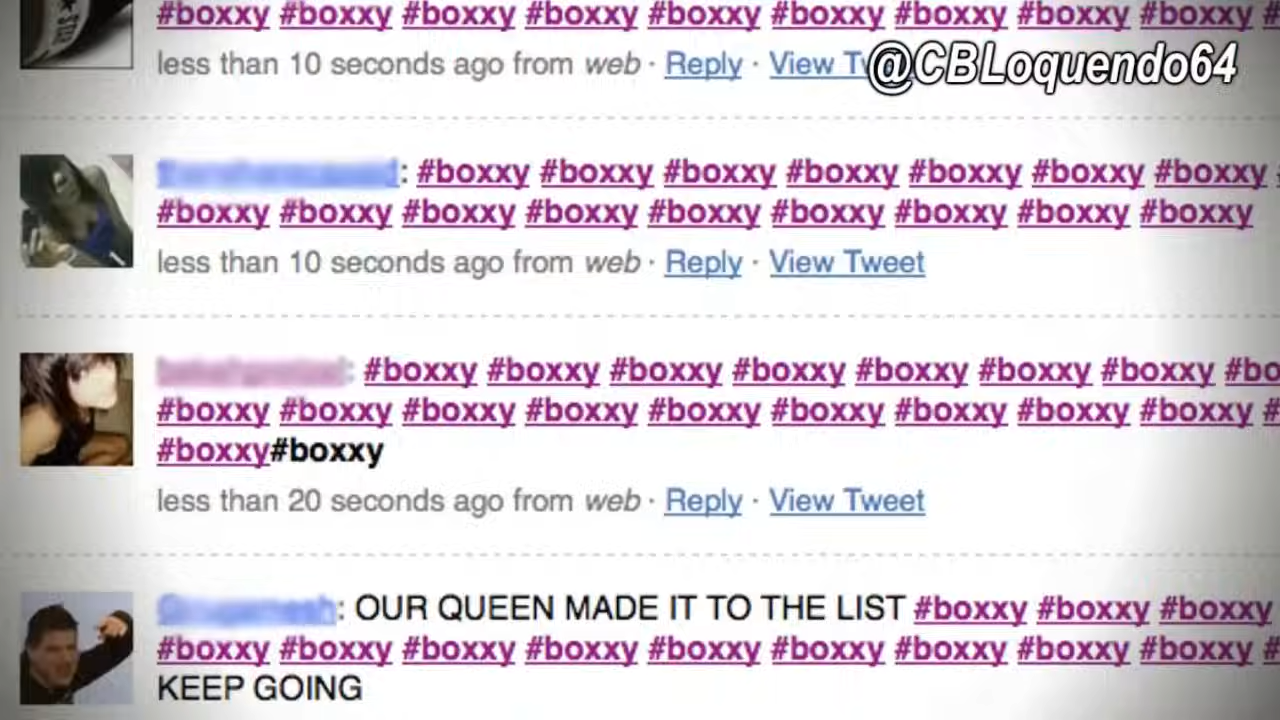 #boxxy #boxxy #boxxy #boxxy #boxxy #boxxy #boxxy #boxxy #boxxy
less than 10 seconds ago from web · Reply · View
@CBLoquendo64
: #boxxy #boxxy #boxxy #boxxy #boxxy #boxxy #boxxy
#boxxy #boxxy #boxxy #boxxy #boxxy #boxxy #boxxy #boxxy #boxxy
less than 10 seconds ago from web · Reply · View Tweet
: #boxxy #boxxy #boxxy #boxxy #boxxy #boxxy #boxxy #bo
#boxxy #boxxy #boxxy #boxxy #boxxy #boxxy #boxxy #boxxy #boxxy #
#boxxy#boxxy
less than 20 seconds ago from web · Reply · View Tweet
: OUR QUEEN MADE IT TO THE LIST #boxxy #boxxy #boxxy
#boxxy #boxxy #boxxy #boxxy #boxxy #boxxy #boxxy #boxxy #boxxy #
KEEP GOING